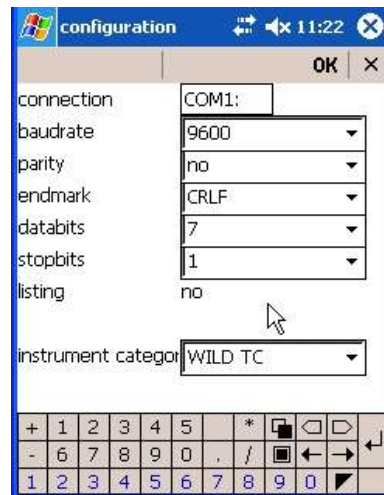 configuration 11:22
OK ×
connection COM1:
baudrate 9600
parity no
endmark CRLF
databits 7
stopbits 1
listing no
instrument categor WILD TC
+ 1 2 3 4 5 *
- 6 7 8 9 0 . /
1 2 3 4 5 6 7 8 9 0